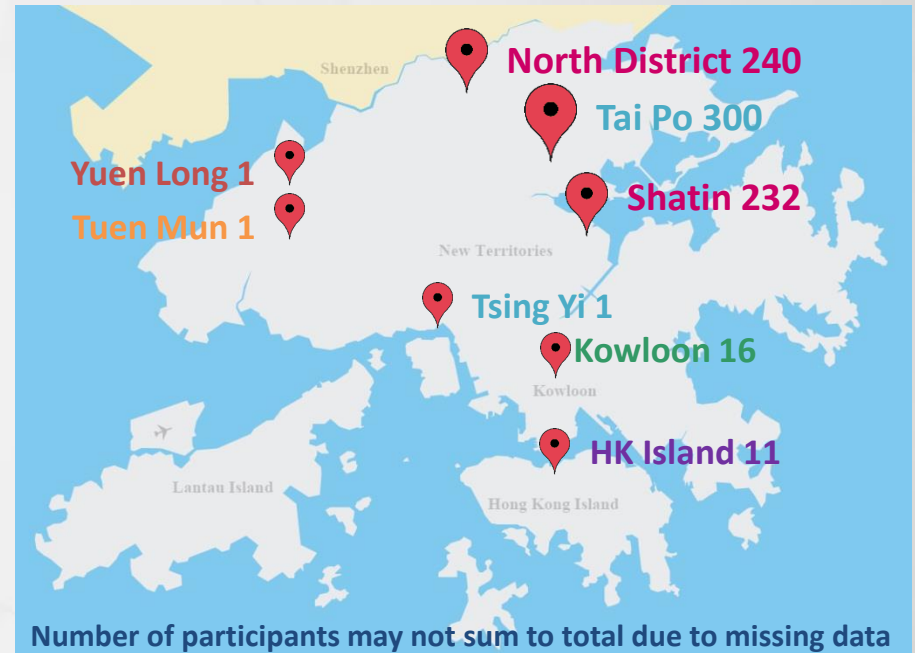 North District 240
Shenzhen
Tai Po 300
Yuen Long 1
Shatin 232
Tuen Mun 1
New Territories
Tsing Yi 1
Kowloon 16
Kowloon
HK Island 11
Lantau Island
Hong Kong Island
Number of participants may not sum to total due to missing data